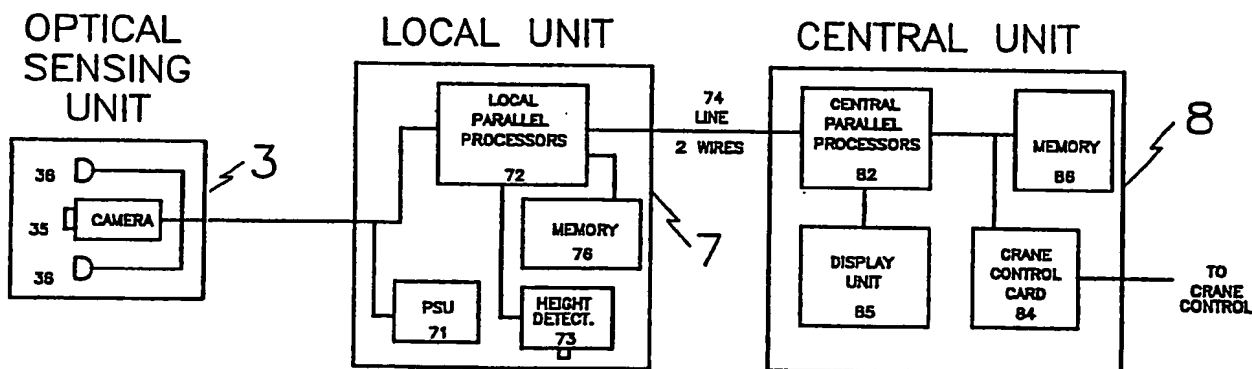 OPTICAL
SENSING
UNIT
3
36
35
CAMERA
36
LOCAL UNIT
LOCAL
PARALLEL
PROCESSORS
72
MEMORY
76
PSU
71
HEIGHT
DETECT.
73
7
74
LINE
2 WIRES
CENTRAL UNIT
CENTRAL
PARALLEL
PROCESSORS
82
MEMORY
86
DISPLAY
UNIT
85
CRANE
CONTROL
CARD
84
8
TO
CRANE
CONTROL